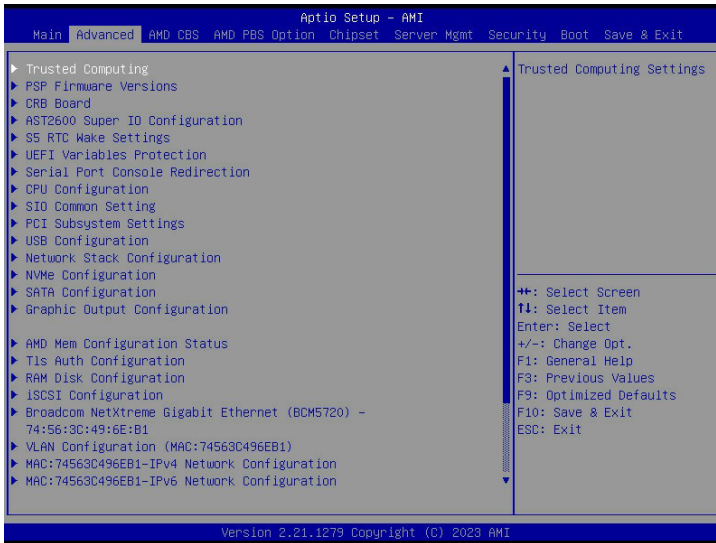 Aptio Setup – AMI
Main Advanced AMD CBS AMD PBS Option Chipset Server Mgmt Security Boot Save & Exit
Trusted Computing
PSP Firmware Versions
CRB Board
AST2600 Super IO Configuration
S5 RTC Wake Settings
UEFI Variables Protection
Serial Port Console Redirection
CPU Configuration
SIO Common Setting
PCI Subsystem Settings
USB Configuration
Network Stack Configuration
NVMe Configuration
SATA Configuration
Graphic Output Configuration
AMD Mem Configuration Status
Tls Auth Configuration
RAM Disk Configuration
iSCSI Configuration
Broadcom NetXtreme Gigabit Ethernet (BCM5720) –
74:56:3C:49:6E:B1
VLAN Configuration (MAC:74563C496EB1)
MAC:74563C496EB1-IPv4 Network Configuration
MAC:74563C496EB1-IPv6 Network Configuration
Trusted Computing Settings
→←: Select Screen
↑↓: Select Item
Enter: Select
+/-: Change Opt.
F1: General Help
F3: Previous Values
F9: Optimized Defaults
F10: Save & Exit
ESC: Exit
Version 2.21.1279 Copyright (C) 2023 AMI